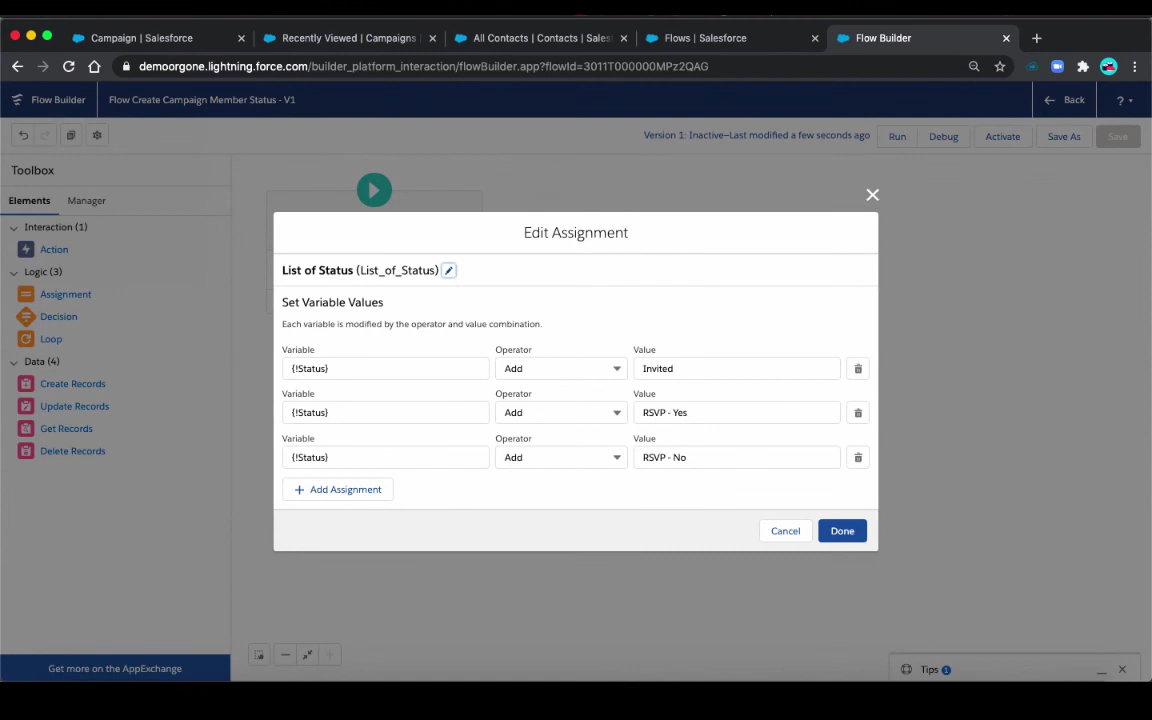 Campaign | Salesforce
Recently Viewed | Campaigns
All Contacts | Contacts | Sales
Flows | Salesforce
Flow Builder
demoorgone.lightning.force.com/builder_platform_interaction/flowBuilder.app?flowId=3011T000000MPz2QAG
Flow Builder
Flow Create Campaign Member Status - V1
Back
?
Version 1: Inactive—Last modified a few seconds ago
Run
Debug
Activate
Save As
Save
Toolbox
Elements
Manager
Interaction (1)
Action
Logic (3)
Assignment
Decision
Loop
Data (4)
Create Records
Update Records
Get Records
Delete Records
Get more on the AppExchange
Edit Assignment
List of Status (List_of_Status)
Set Variable Values
Each variable is modified by the operator and value combination.
Variable Operator Value
{!Status} Add Invited
Variable Operator Value
{!Status} Add RSVP - Yes
Variable Operator Value
{!Status} Add RSVP - No
+ Add Assignment
Cancel
Done
Tips 1